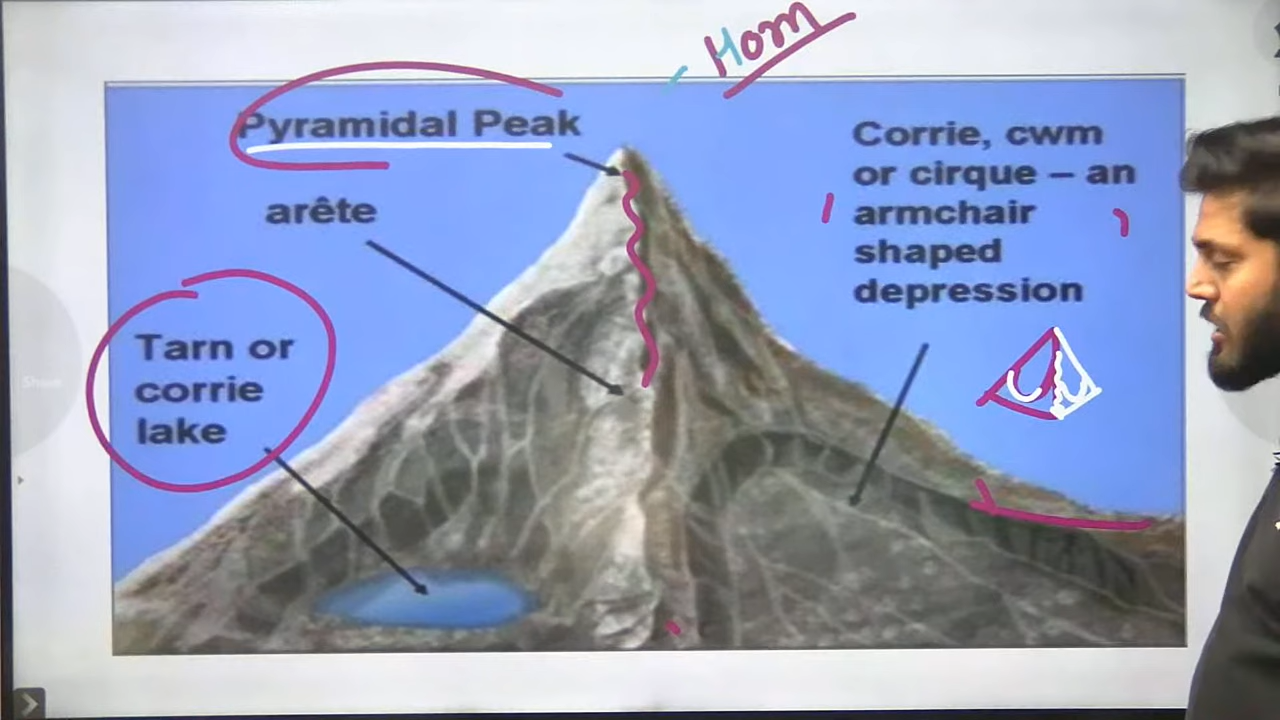 Horn
Pyramidal Peak
arête
Tarn or
corrie
lake
Corrie, cwm
or cirque – an
armchair
shaped
depression